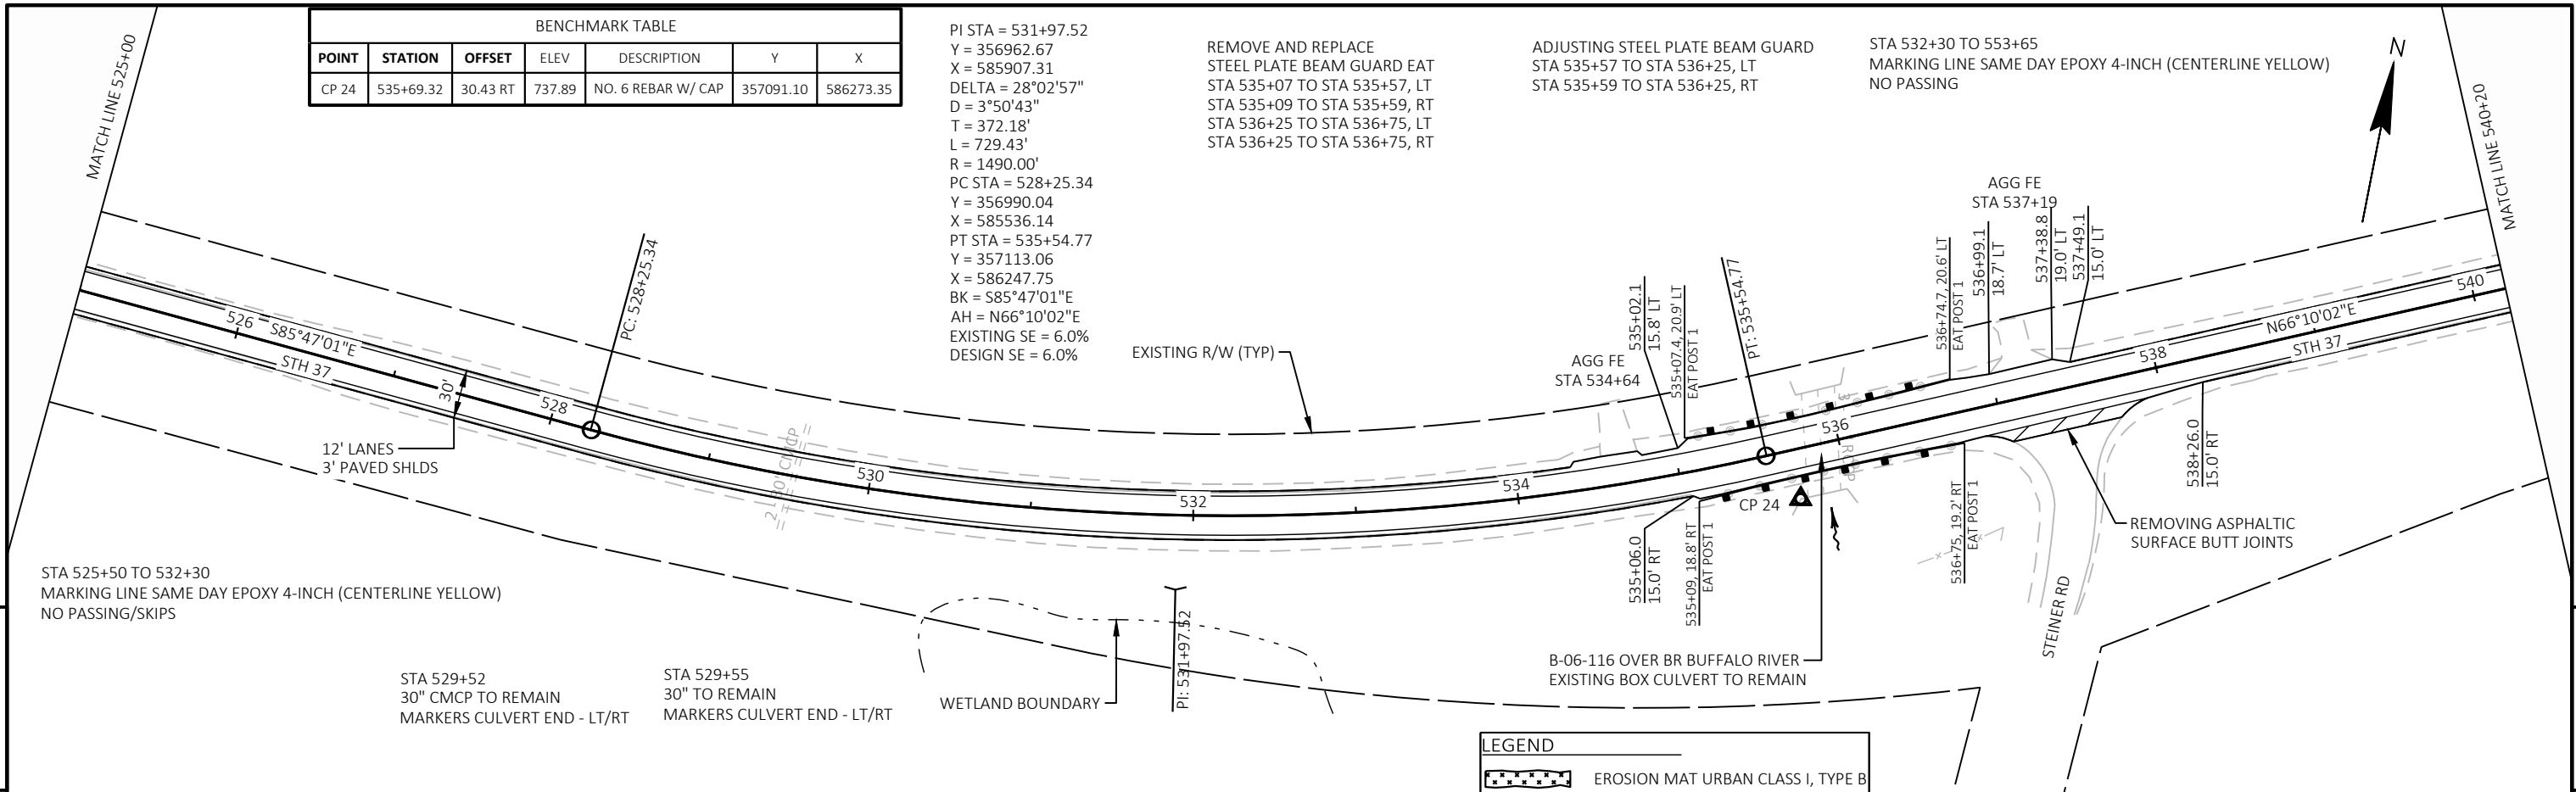 BENCHMARK TABLE
POINT STATION OFFSET ELEV DESCRIPTION Y X
CP 24 535+69.32 30.43 RT 737.89 NO. 6 REBAR W/ CAP 357091.10 586273.35
PI STA = 531+97.52
Y = 356962.67
X = 585907.31
DELTA = 28°02'57"
D = 3°50'43"
T = 372.18'
L = 729.43'
R = 1490.00'
PC STA = 528+25.34
Y = 356990.04
X = 585536.14
PT STA = 535+54.77
Y = 357113.06
X = 586247.75
BK = S85°47'01"E
AH = N66°10'02"E
EXISTING SE = 6.0%
DESIGN SE = 6.0%
REMOVE AND REPLACE
STEEL PLATE BEAM GUARD EAT
STA 535+07 TO STA 535+57, LT
STA 535+09 TO STA 535+59, RT
STA 536+25 TO STA 536+75, LT
STA 536+25 TO STA 536+75, RT
ADJUSTING STEEL PLATE BEAM GUARD
STA 535+57 TO STA 536+25, LT
STA 535+59 TO STA 536+25, RT
STA 532+30 TO 553+65
MARKING LINE SAME DAY EPOXY 4-INCH (CENTERLINE YELLOW)
NO PASSING
N
MATCH LINE 525+00
MATCH LINE 540+20
526
S85°47'01"E
STH 37
30'
528
PC: 528+25.34
12' LANES
3' PAVED SHLDS
530
532
534
536
538
540
EXISTING R/W (TYP)
AGG FE
STA 534+64
535+02.1
15.8' LT
535+07.4, 20.9' LT
EAT POST 1
PT: 535+54.77
536+74.7, 20.6' LT
EAT POST 1
536+99.1
18.7' LT
AGG FE
STA 537+19
537+38.8
19.0' LT
537+49.1
15.0' LT
N66°10'02"E
STH 37
CP 24
535+06.0
15.0' RT
535+09, 18.8' RT
EAT POST 1
536+75, 19.2' RT
EAT POST 1
538+26.0
15.0' RT
REMOVING ASPHALTIC
SURFACE BUTT JOINTS
STEINER RD
B-06-116 OVER BR BUFFALO RIVER
EXISTING BOX CULVERT TO REMAIN
STA 525+50 TO 532+30
MARKING LINE SAME DAY EPOXY 4-INCH (CENTERLINE YELLOW)
NO PASSING/SKIPS
STA 529+52
30" CMCP TO REMAIN
MARKERS CULVERT END - LT/RT
STA 529+55
30" TO REMAIN
MARKERS CULVERT END - LT/RT
WETLAND BOUNDARY
PI: 531+97.52
LEGEND
EROSION MAT URBAN CLASS I, TYPE B